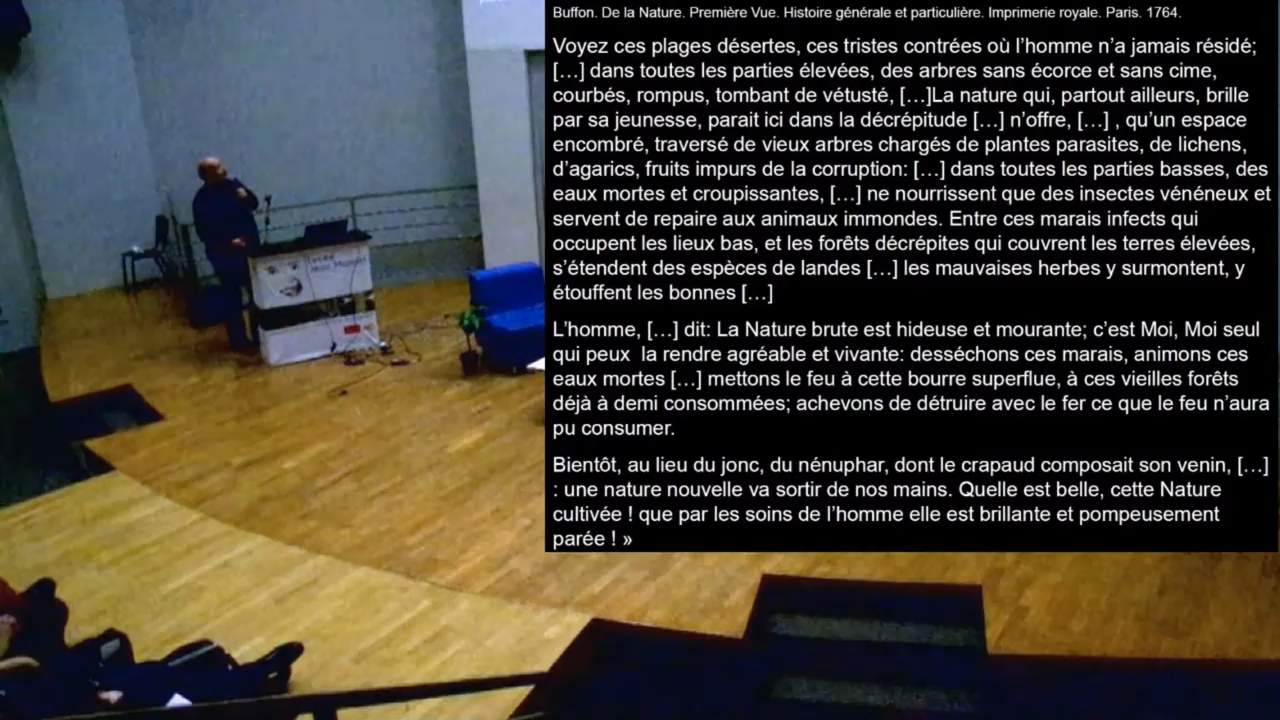 Buffon. De la Nature. Première Vue. Histoire générale et particulière. Imprimerie royale. Paris. 1764.
Voyez ces plages désertes, ces tristes contrées où l’homme n’a jamais résidé;
[…] dans toutes les parties élevées, des arbres sans écorce et sans cime,
courbés, rompus, tombant de vétusté, […]La nature qui, partout ailleurs, brille
par sa jeunesse, parait ici dans la décrépitude […] n’offre, […] , qu’un espace
encombré, traversé de vieux arbres chargés de plantes parasites, de lichens,
d’agarics, fruits impurs de la corruption: […] dans toutes les parties basses, des
eaux mortes et croupissantes, […] ne nourrissent que des insectes vénéneux et
servent de repaire aux animaux immondes. Entre ces marais infects qui
occupent les lieux bas, et les forêts décrépites qui couvrent les terres élevées,
s’étendent des espèces de landes […] les mauvaises herbes y surmontent, y
étouffent les bonnes […]
L’homme, […] dit: La Nature brute est hideuse et mourante; c’est Moi, Moi seul
qui peux  la rendre agréable et vivante: desséchons ces marais, animons ces
eaux mortes […] mettons le feu à cette bourre superflue, à ces vieilles forêts
déjà à demi consommées; achevons de détruire avec le fer ce que le feu n’aura
pu consumer.
Bientôt, au lieu du jonc, du nénuphar, dont le crapaud composait son venin, […]
: une nature nouvelle va sortir de nos mains. Quelle est belle, cette Nature
cultivée ! que par les soins de l’homme elle est brillante et pompeusement
parée ! »